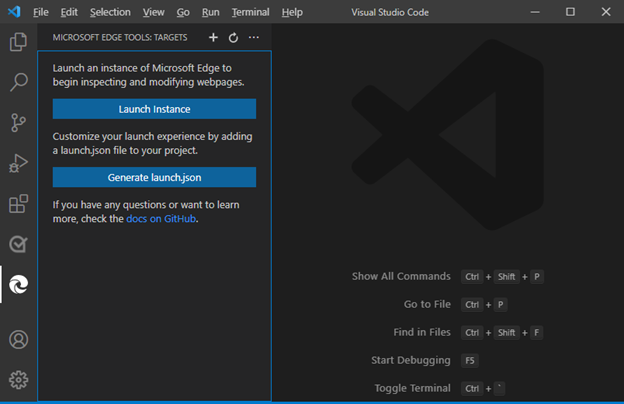 File Edit Selection View Go Run Terminal Help Visual Studio Code
MICROSOFT EDGE TOOLS: TARGETS
Launch an instance of Microsoft Edge to
begin inspecting and modifying webpages.
Launch Instance
Customize your launch experience by adding
a launch.json file to your project.
Generate launch.json
If you have any questions or want to learn
more, check the docs on GitHub.
Show All Commands Ctrl + Shift + P
Go to File Ctrl + P
Find in Files Ctrl + Shift + F
Start Debugging F5
Toggle Terminal Ctrl + `